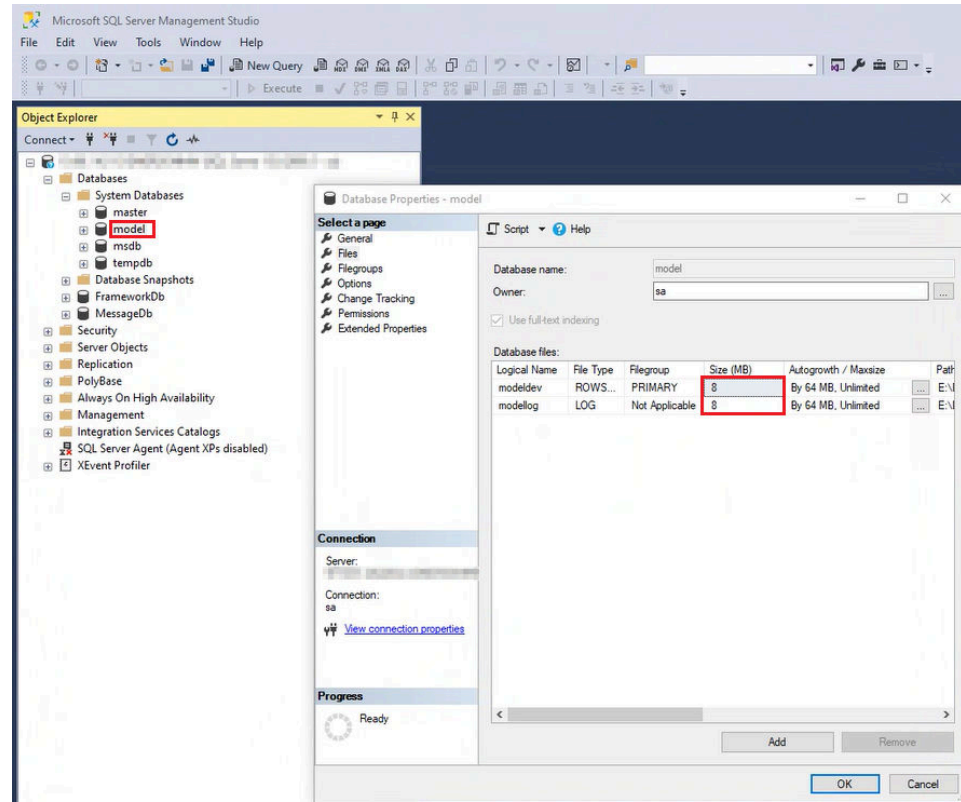 Microsoft SQL Server Management Studio
File Edit View Tools Window Help
New Query MDX DMX XMLA DAX
Execute
Object Explorer
Connect
Databases
System Databases
master
model
msdb
tempdb
Database Snapshots
FrameworkDb
MessageDb
Security
Server Objects
Replication
PolyBase
Always On High Availability
Management
Integration Services Catalogs
SQL Server Agent (Agent XPs disabled)
XEvent Profiler
Database Properties - model
Select a page
General
Files
Filegroups
Options
Change Tracking
Permissions
Extended Properties
Connection
Server:
Connection:
sa
View connection properties
Progress
Ready
Script Help
Database name: model
Owner: sa ...
Use full-text indexing
Database files:
Logical Name File Type Filegroup Size (MB) Autogrowth / Maxsize Path
modeldev ROWS... PRIMARY 8 By 64 MB, Unlimited ... E:\
modellog LOG Not Applicable 8 By 64 MB, Unlimited ... E:\
Add Remove
OK Cancel